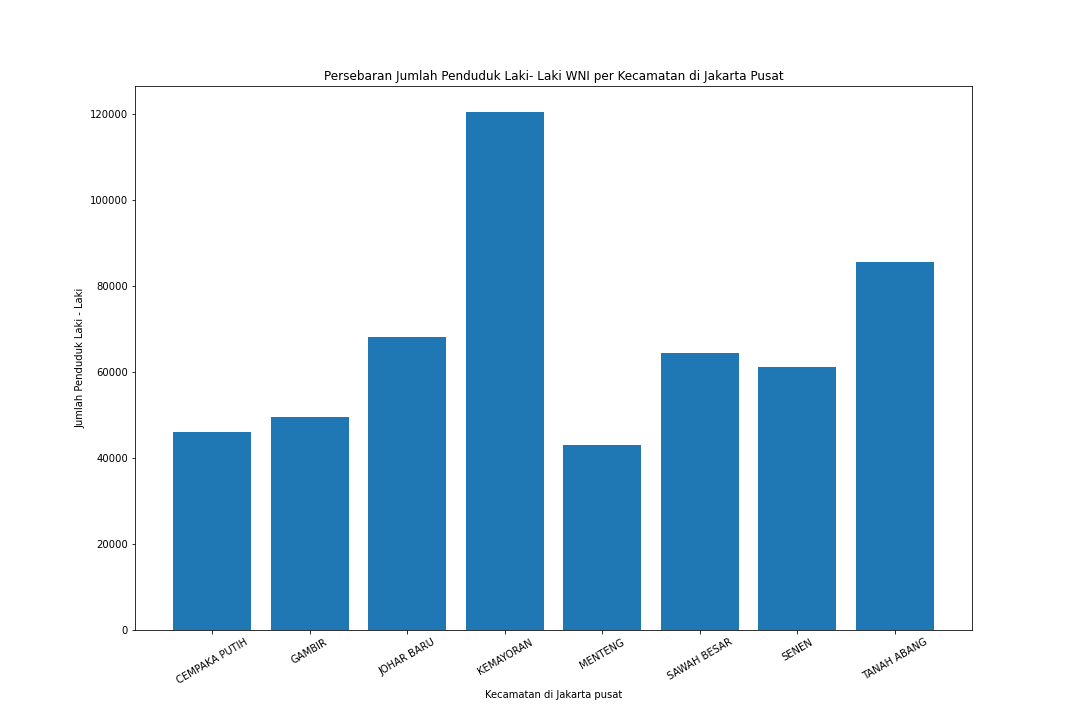 Persebaran Jumlah Penduduk Laki- Laki WNI per Kecamatan di Jakarta Pusat
Jumlah Penduduk Laki - Laki
120000
100000
80000
60000
40000
20000
0
CEMPAKA PUTIH
GAMBIR
JOHAR BARU
KEMAYORAN
MENTENG
SAWAH BESAR
SENEN
TANAH ABANG
Kecamatan di Jakarta pusat